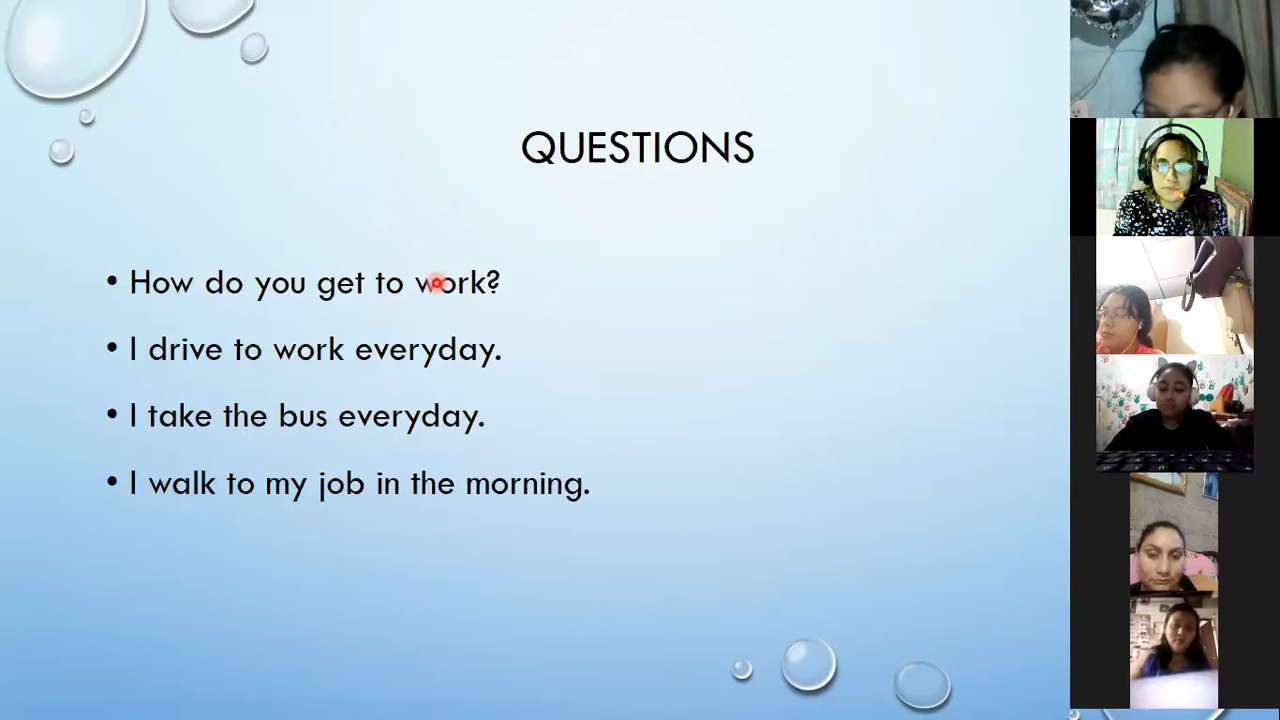 QUESTIONS
• How do you get to work?
• I drive to work everyday.
• I take the bus everyday.
• I walk to my job in the morning.